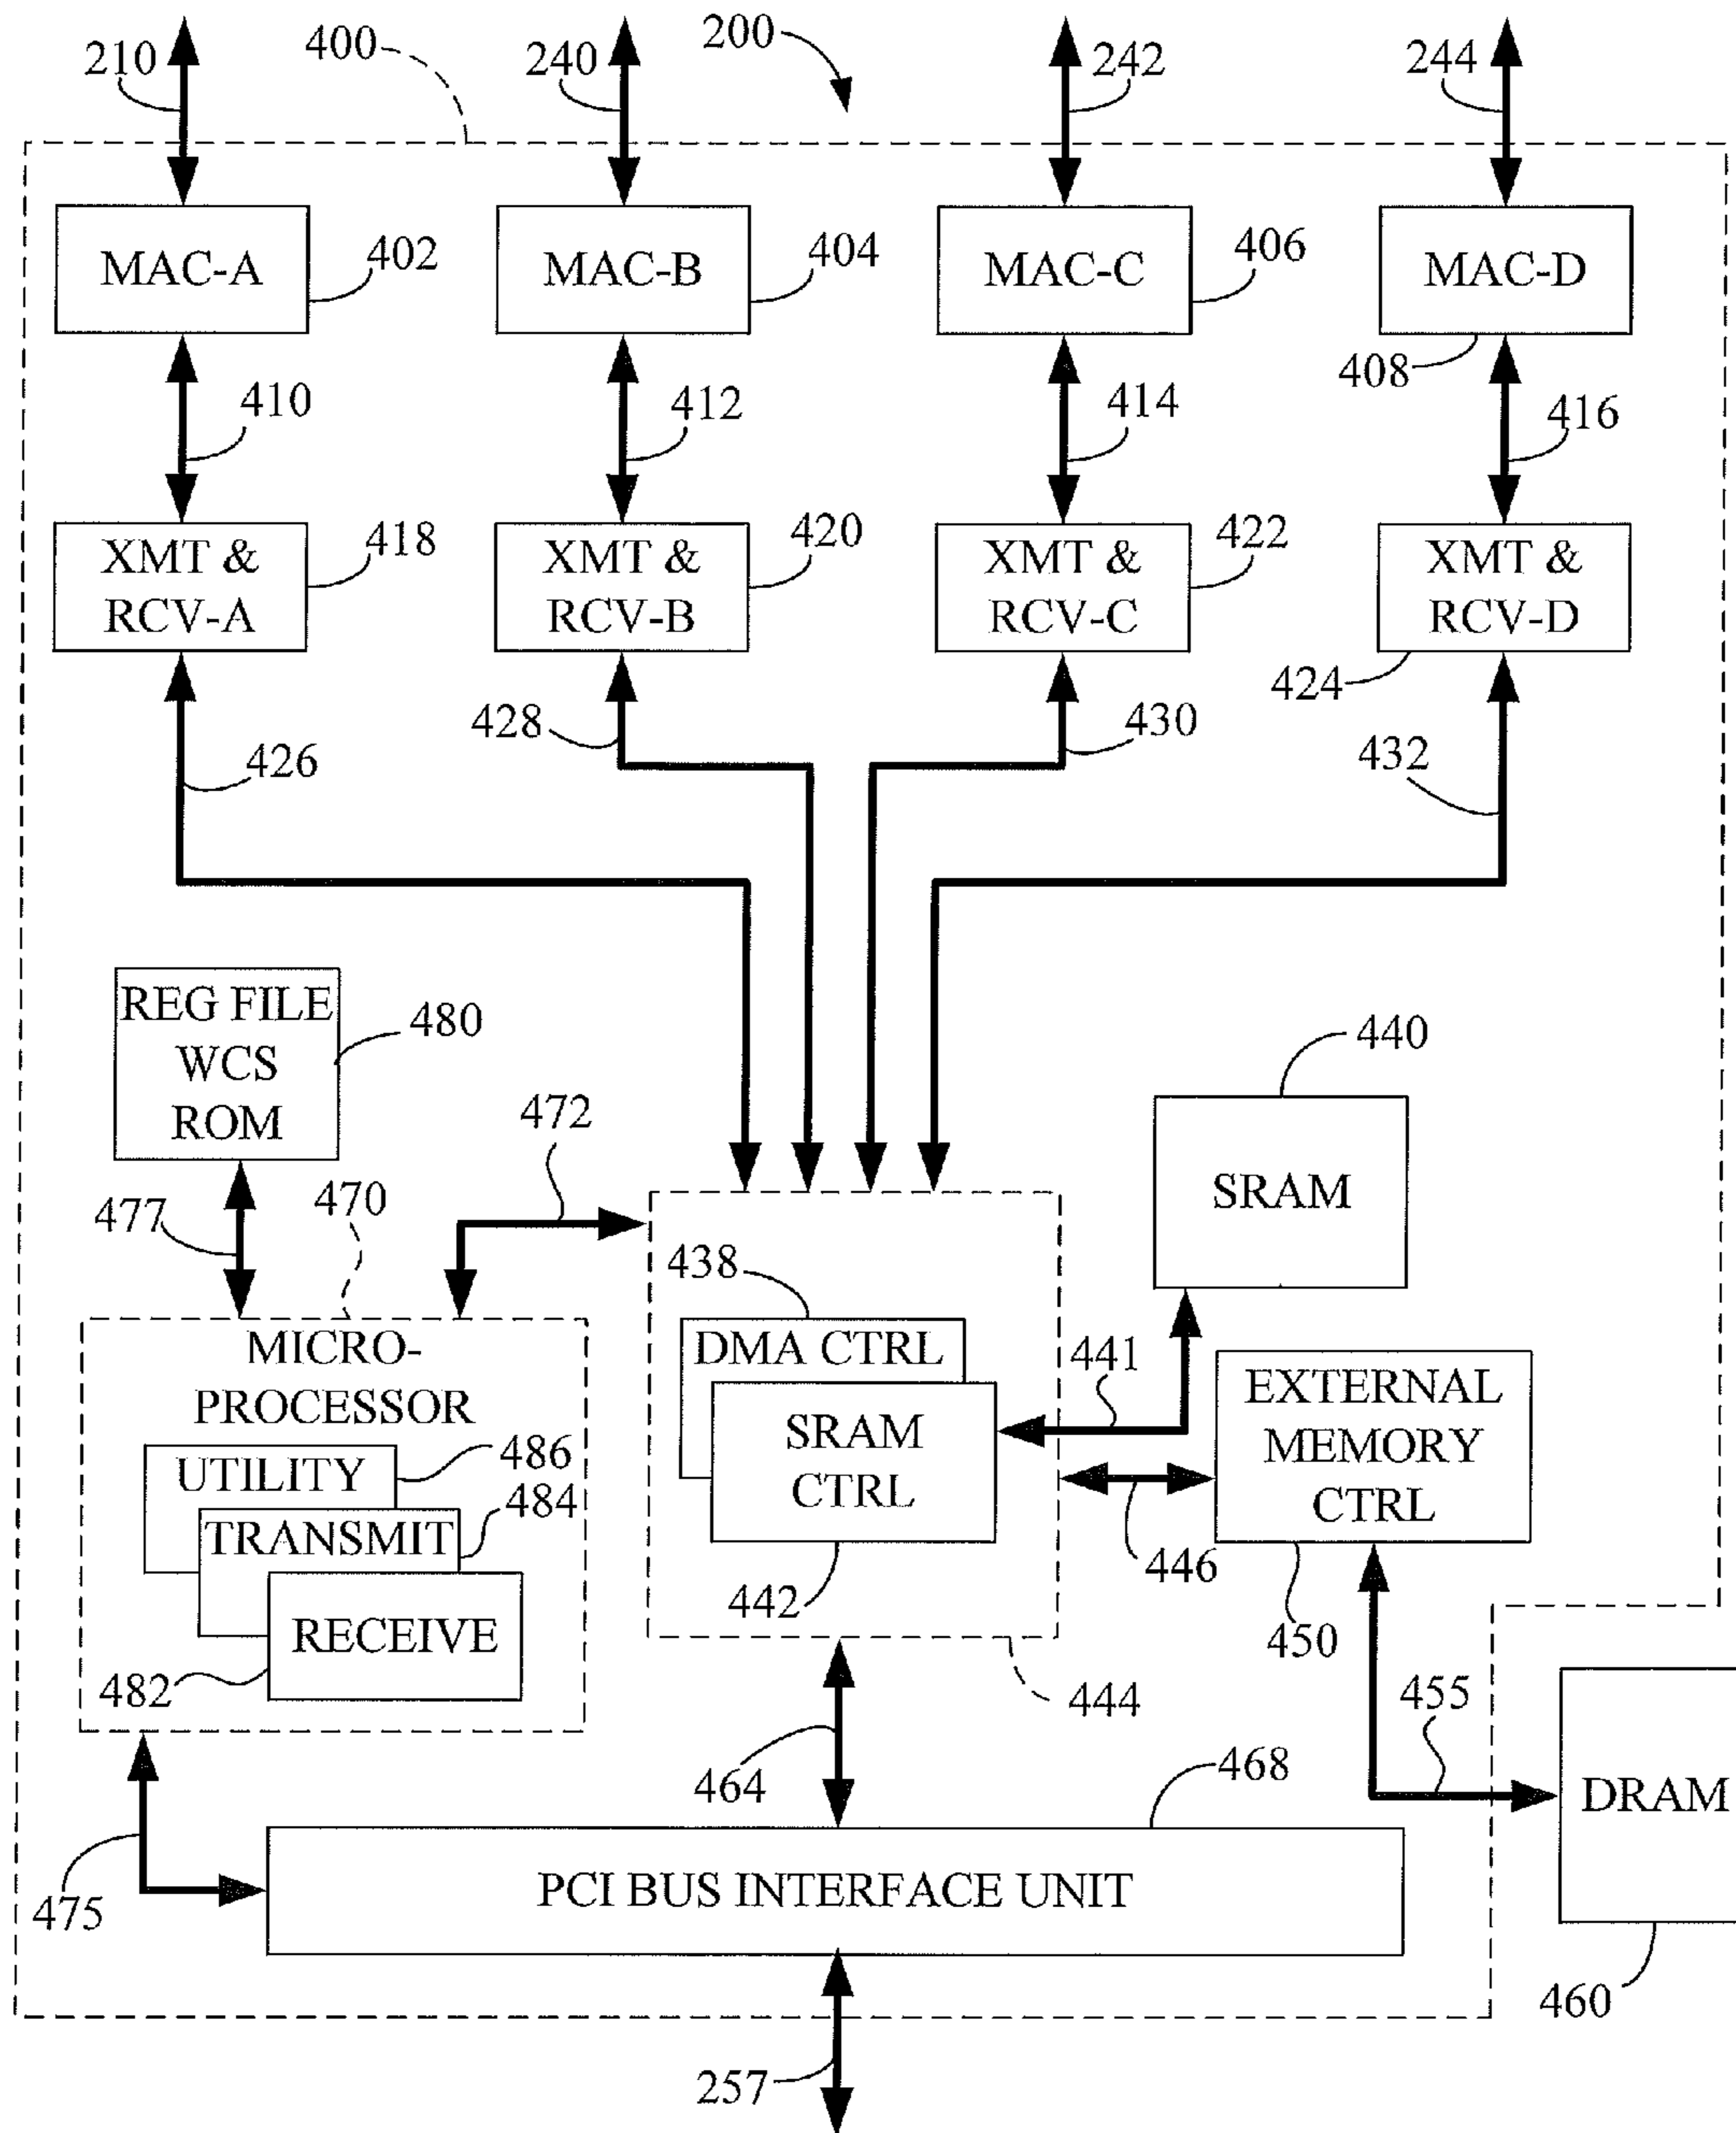 200
400
210
240
242
244
MAC-A
402
MAC-B
404
MAC-C
406
MAC-D
408
410
412
414
416
XMT &
RCV-A
418
XMT &
RCV-B
420
XMT &
RCV-C
422
XMT &
RCV-D
424
426
428
430
432
REG FILE
WCS
ROM
480
477
470
472
440
SRAM
438
DMA CTRL
SRAM
CTRL
442
441
446
444
EXTERNAL
MEMORY
CTRL
450
MICRO-
PROCESSOR
UTILITY
486
TRANSMIT
484
RECEIVE
482
455
DRAM
460
464
468
PCI BUS INTERFACE UNIT
475
257